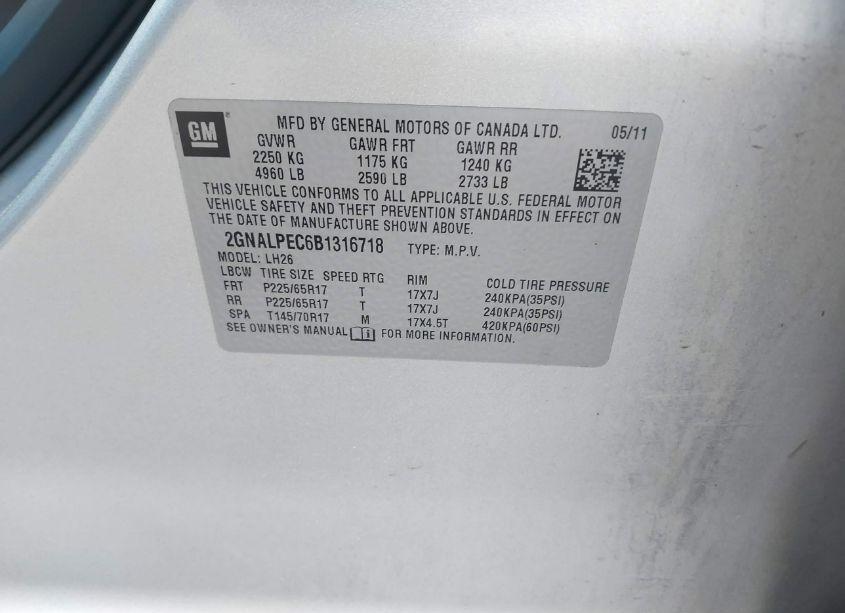 GM® MFD BY GENERAL MOTORS OF CANADA LTD. 05/11
GVWR GAWR FRT GAWR RR
2250 KG 1175 KG 1240 KG
4960 LB 2590 LB 2733 LB
THIS VEHICLE CONFORMS TO ALL APPLICABLE U.S. FEDERAL MOTOR
VEHICLE SAFETY AND THEFT PREVENTION STANDARDS IN EFFECT ON
THE DATE OF MANUFACTURE SHOWN ABOVE.
2GNALPEC6B1316718 TYPE: M.P.V.
MODEL: LH26
LBCW TIRE SIZE SPEED RTG RIM COLD TIRE PRESSURE
FRT P225/65R17 T 17X7J 240KPA(35PSI)
RR P225/65R17 T 17X7J 240KPA(35PSI)
SPA T145/70R17 M 17X4.5T 420KPA(60PSI)
SEE OWNER'S MANUAL FOR MORE INFORMATION.